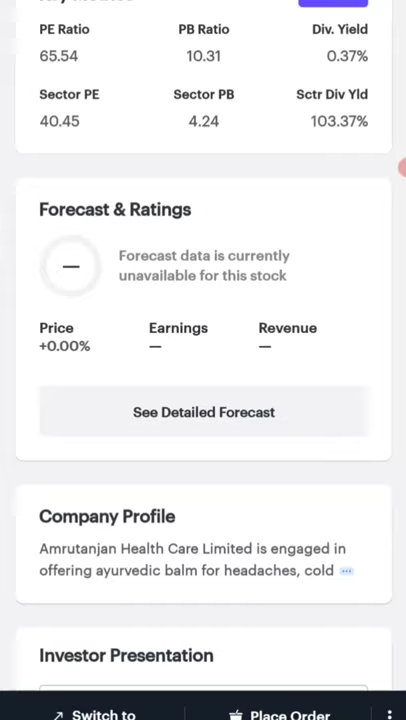 PE Ratio PB Ratio Div. Yield
65.54 10.31 0.37%
Sector PE Sector PB Sctr Div Yld
40.45 4.24 103.37%
Forecast & Ratings
— Forecast data is currently
unavailable for this stock
Price Earnings Revenue
+0.00% — —
See Detailed Forecast
Company Profile
Amrutanjan Health Care Limited is engaged in
offering ayurvedic balm for headaches, cold ...
Investor Presentation
Switch to Place Order